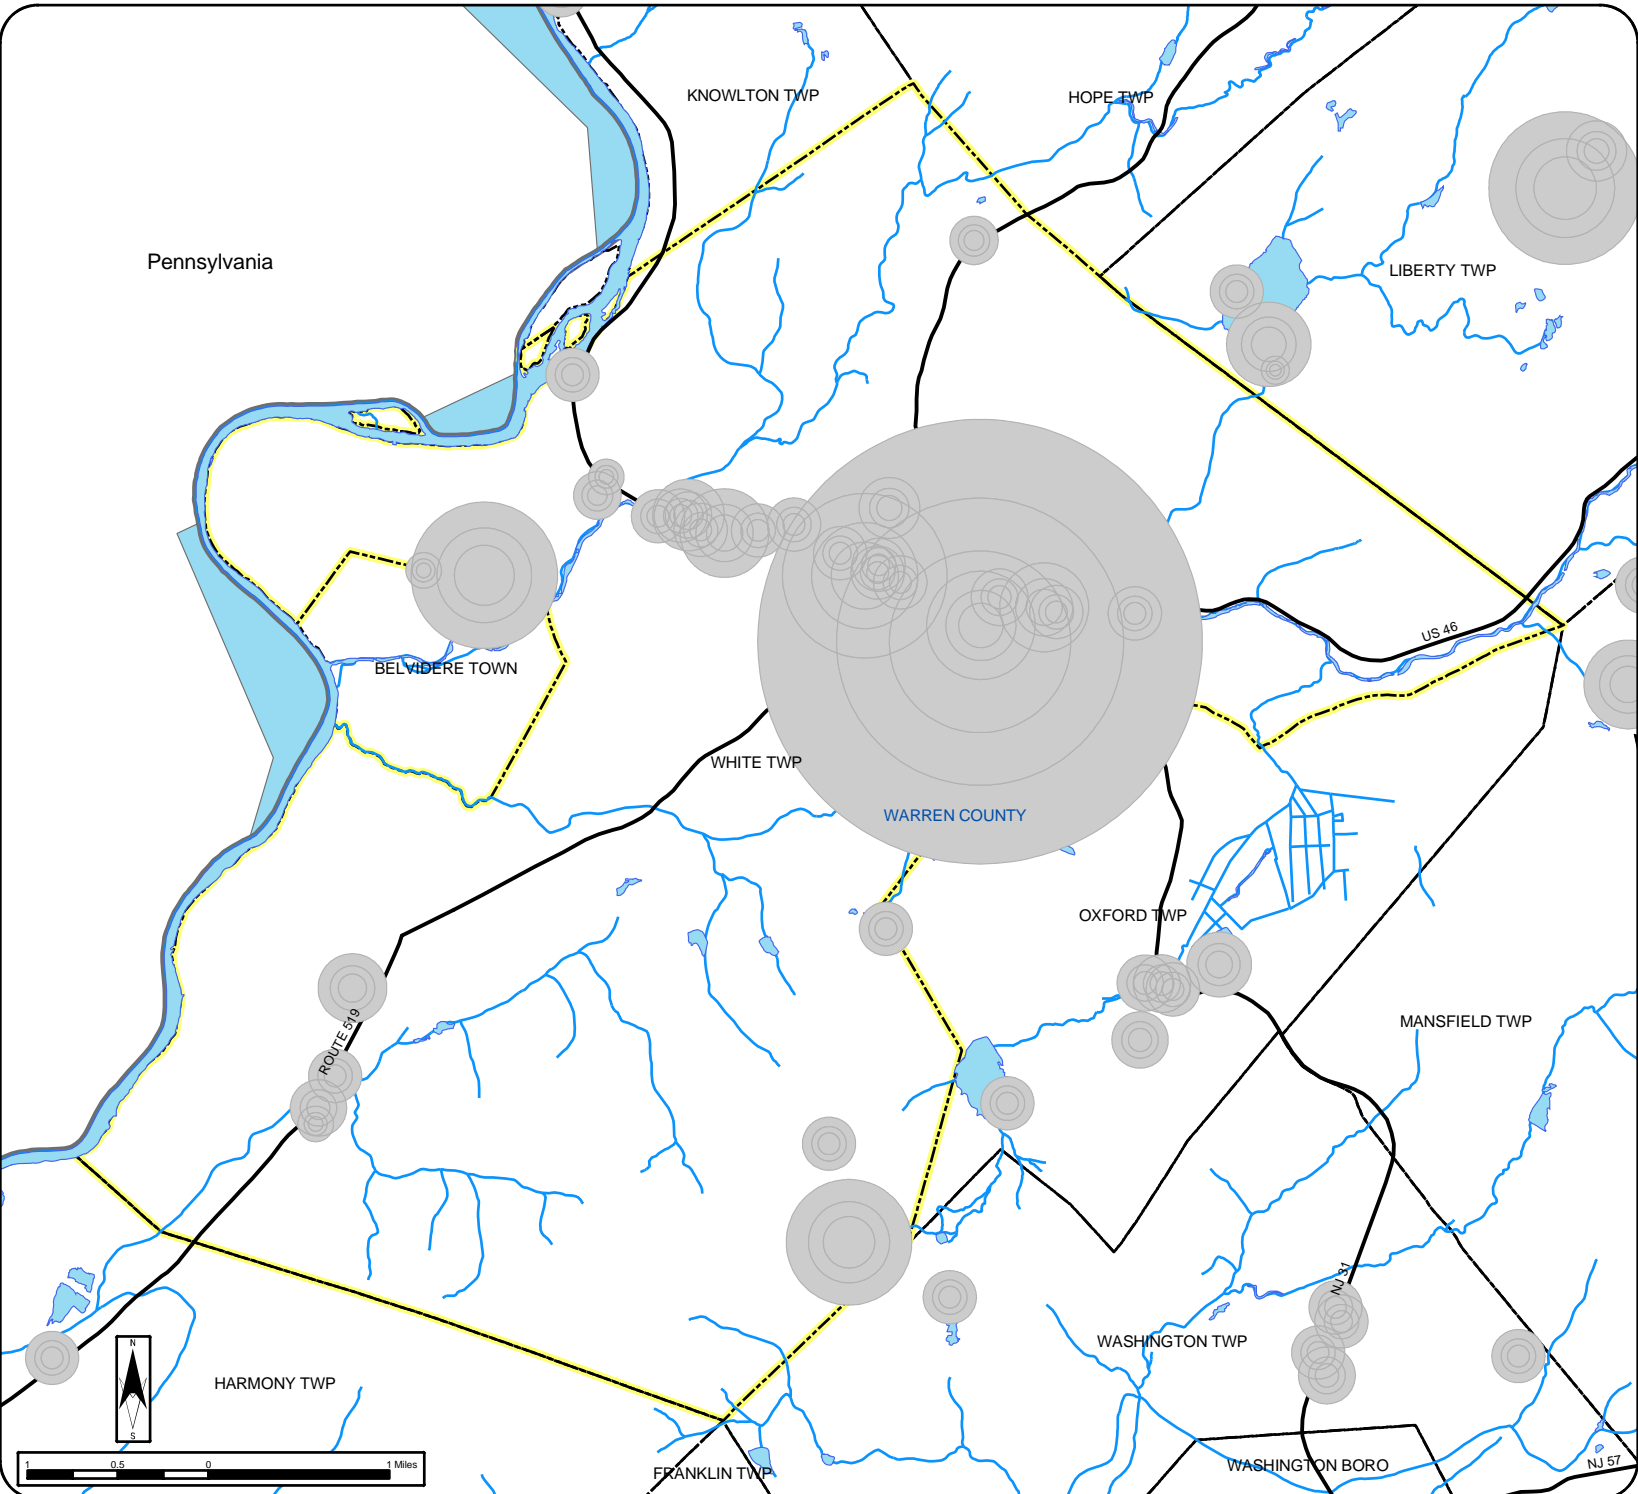 KNOWLTON TWP
HOPE TWP
Pennsylvania
LIBERTY TWP
US 46
BELVIDERE TOWN
WHITE TWP
WARREN COUNTY
OXFORD TWP
ROUTE 519
MANSFIELD TWP
NJ 31
WASHINGTON TWP
N
S
HARMONY TWP
1 0.5 0 1 Miles
FRANKLIN TWP
WASHINGTON BORO
NJ 57